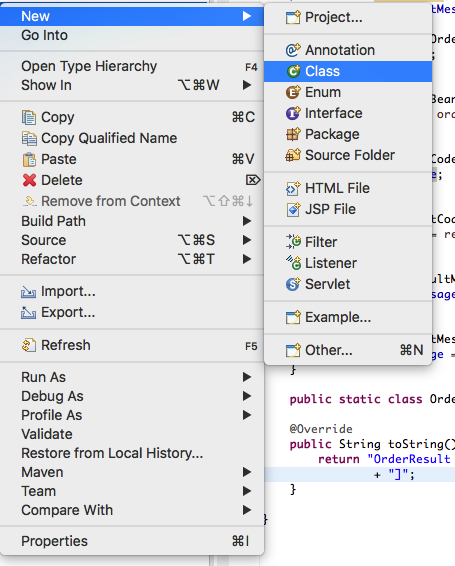 New
Go Into
Open Type Hierarchy F4
Show In ⌥⌘W
Copy ⌘C
Copy Qualified Name
Paste ⌘V
Delete ⌦
Remove from Context ⌥⇧⌘↓
Build Path
Source ⌥⌘S
Refactor ⌥⌘T
Import...
Export...
Refresh F5
Run As
Debug As
Profile As
Validate
Restore from Local History...
Maven
Team
Compare With
Properties ⌘I
Project...
Annotation
Class
Enum
Interface
Package
Source Folder
HTML File
JSP File
Filter
Listener
Servlet
Example...
Other... ⌘N
tMes
Orde
;
Bear
orc
Code
e;
tCoc
= re
ultM
sage
tMes
ge =
}
public static class Orde
@Override
public String toString()
return "OrderResult
+ "]";
}
}